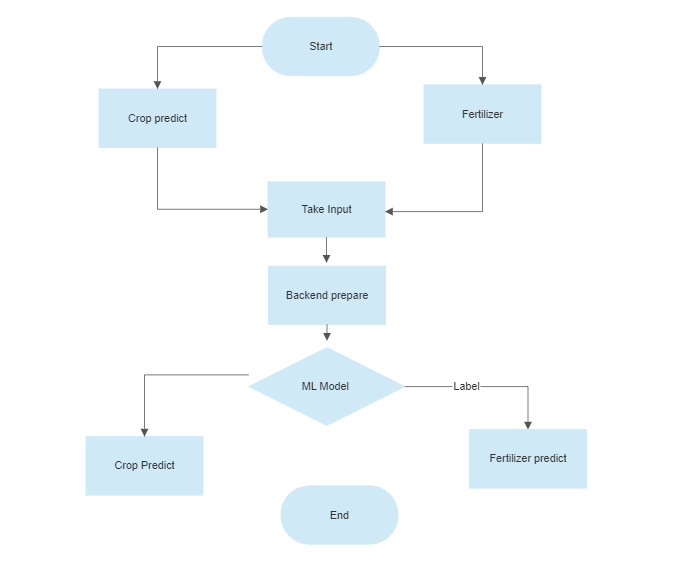 Start
Crop predict
Fertilizer
Take Input
Backend prepare
ML Model
Label
Crop Predict
Fertilizer predict
End